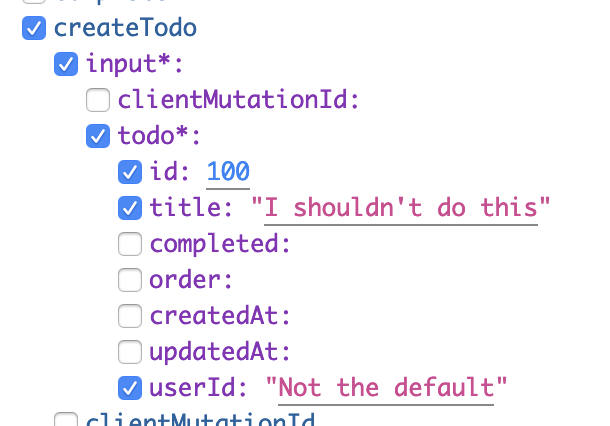 createTodo
input*:
clientMutationId:
todo*:
id: 100
title: "I shouldn't do this"
completed:
order:
createdAt:
updatedAt:
userId: "Not the default"
clientMutationId